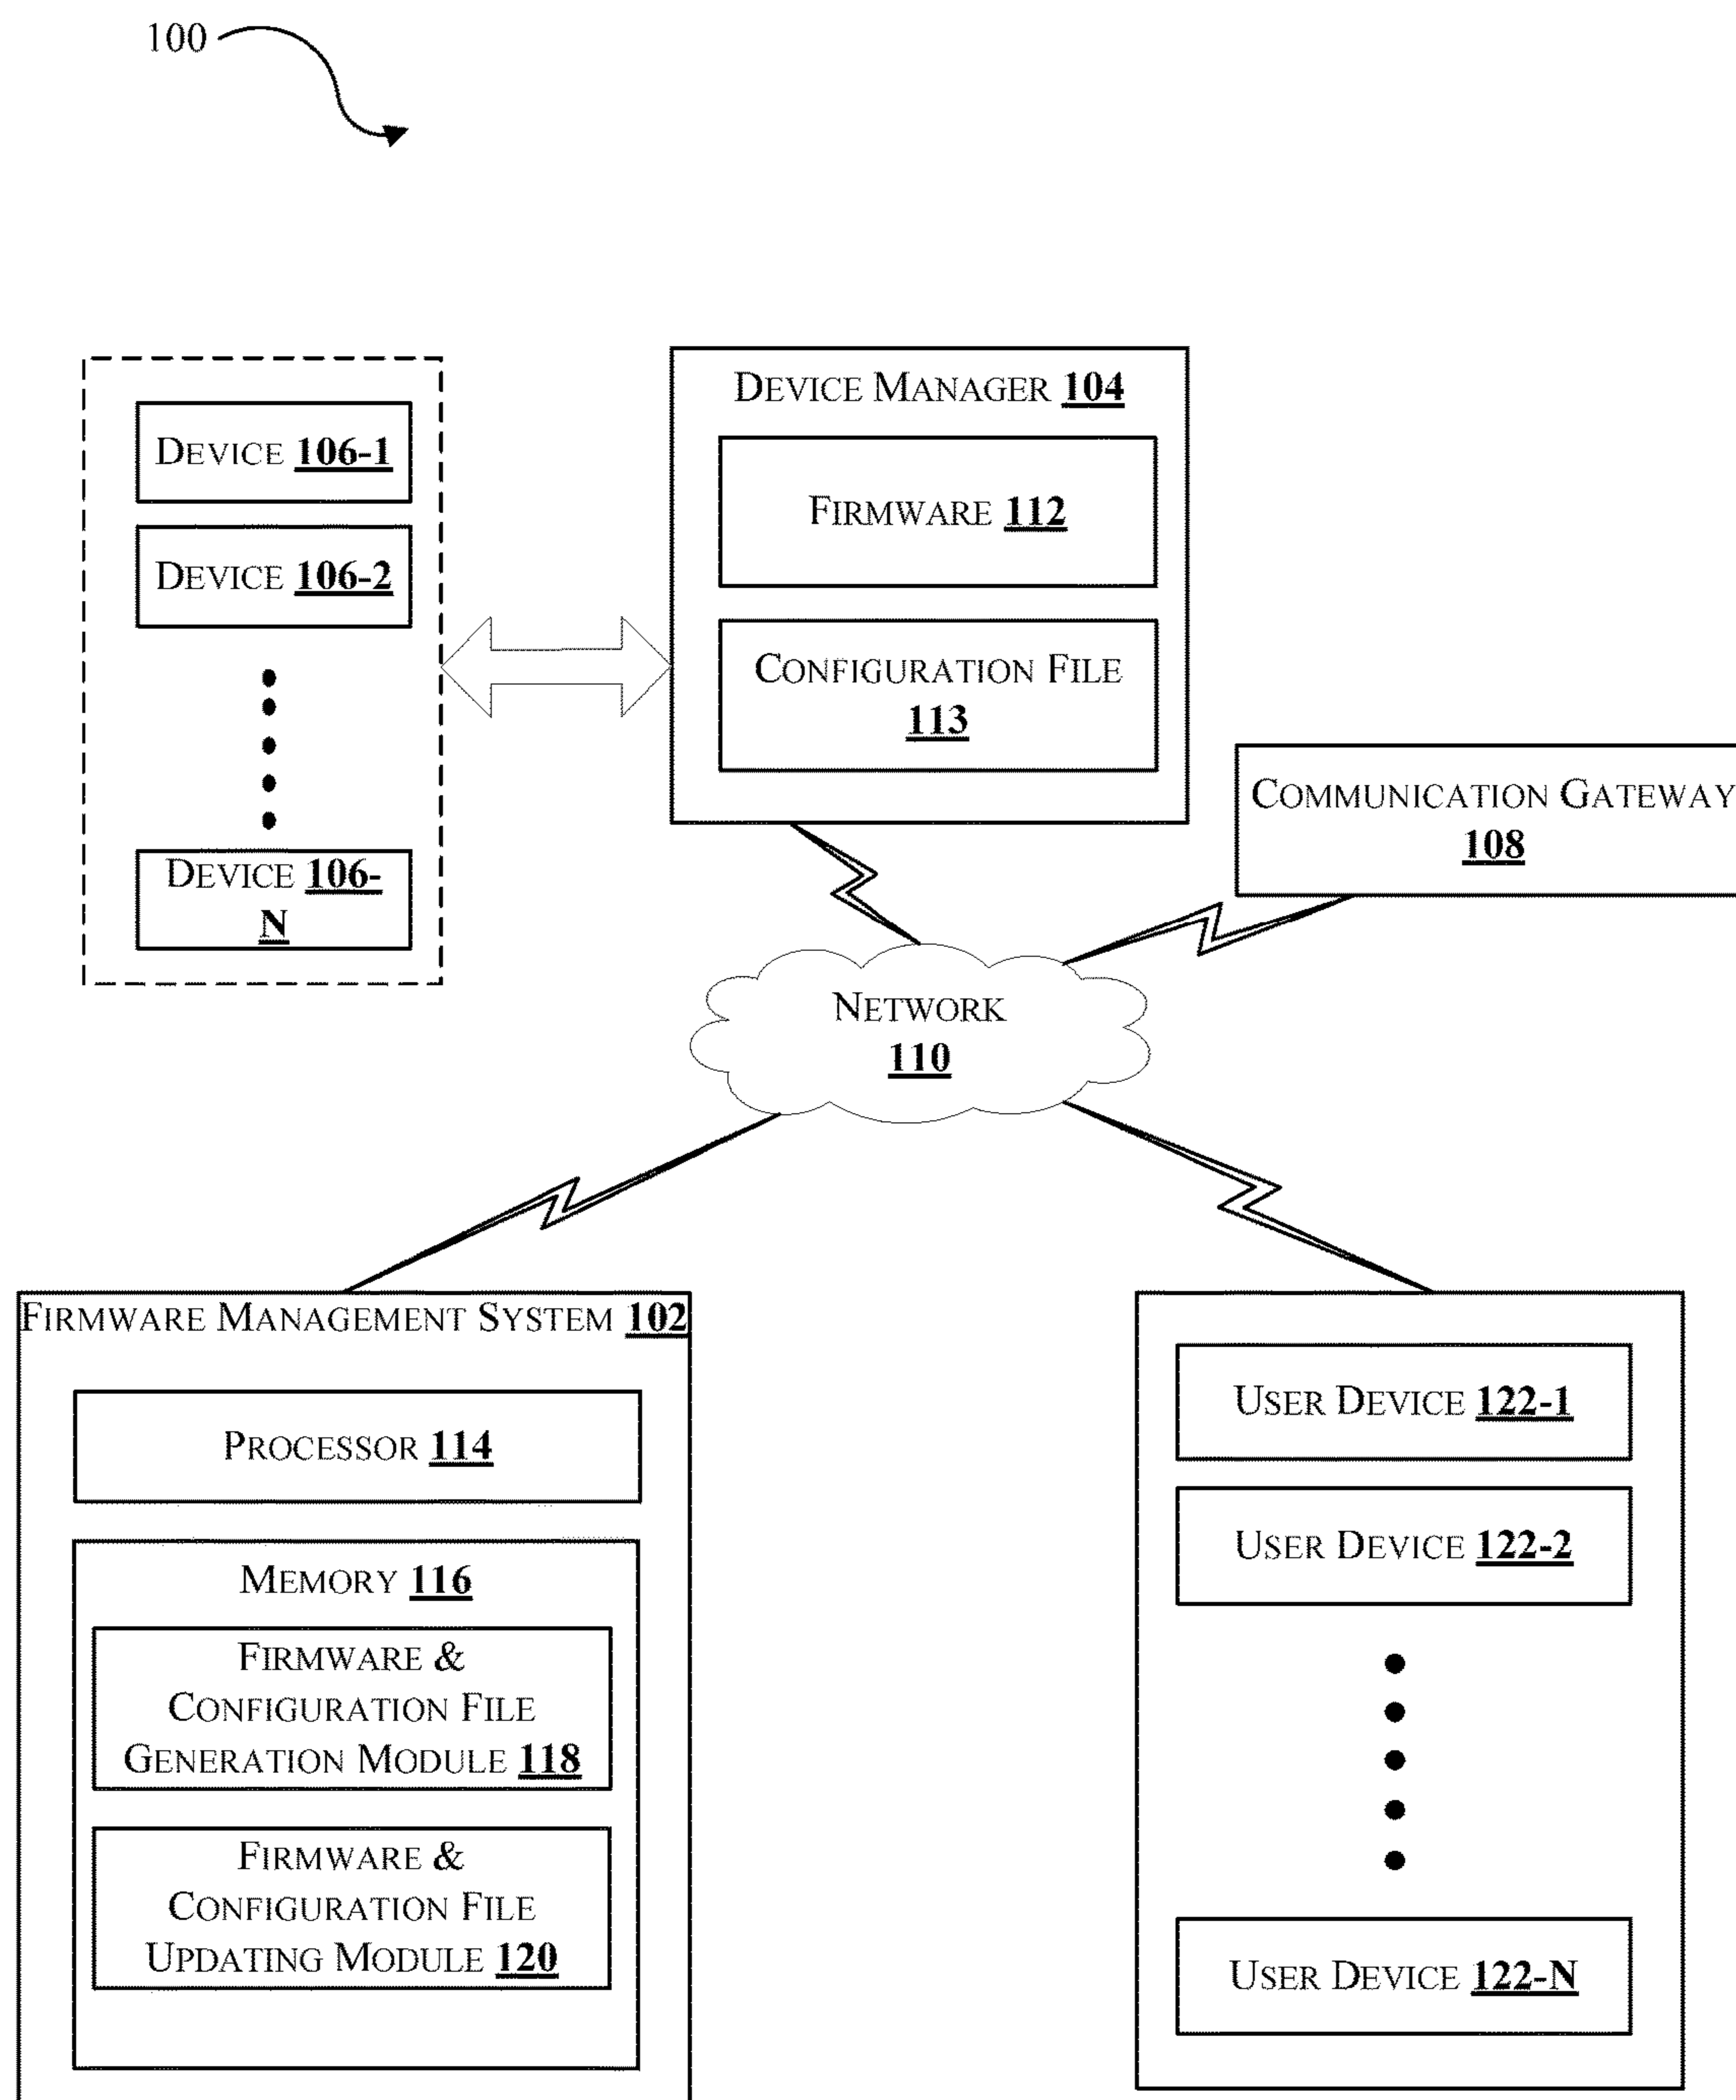 100
DEVICE MANAGER 104
DEVICE 106-1
FIRMWARE 112
DEVICE 106-2
CONFIGURATION FILE
113
COMMUNICATION GATEWAY
108
DEVICE 106-
N
NETWORK
110
FIRMWARE MANAGEMENT SYSTEM 102
PROCESSOR 114
MEMORY 116
FIRMWARE &
CONFIGURATION FILE
GENERATION MODULE 118
FIRMWARE &
CONFIGURATION FILE
UPDATING MODULE 120
USER DEVICE 122-1
USER DEVICE 122-2
USER DEVICE 122-N